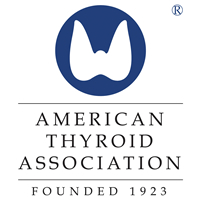 ®
AMERICAN
THYROID
ASSOCIATION
FOUNDED 1923